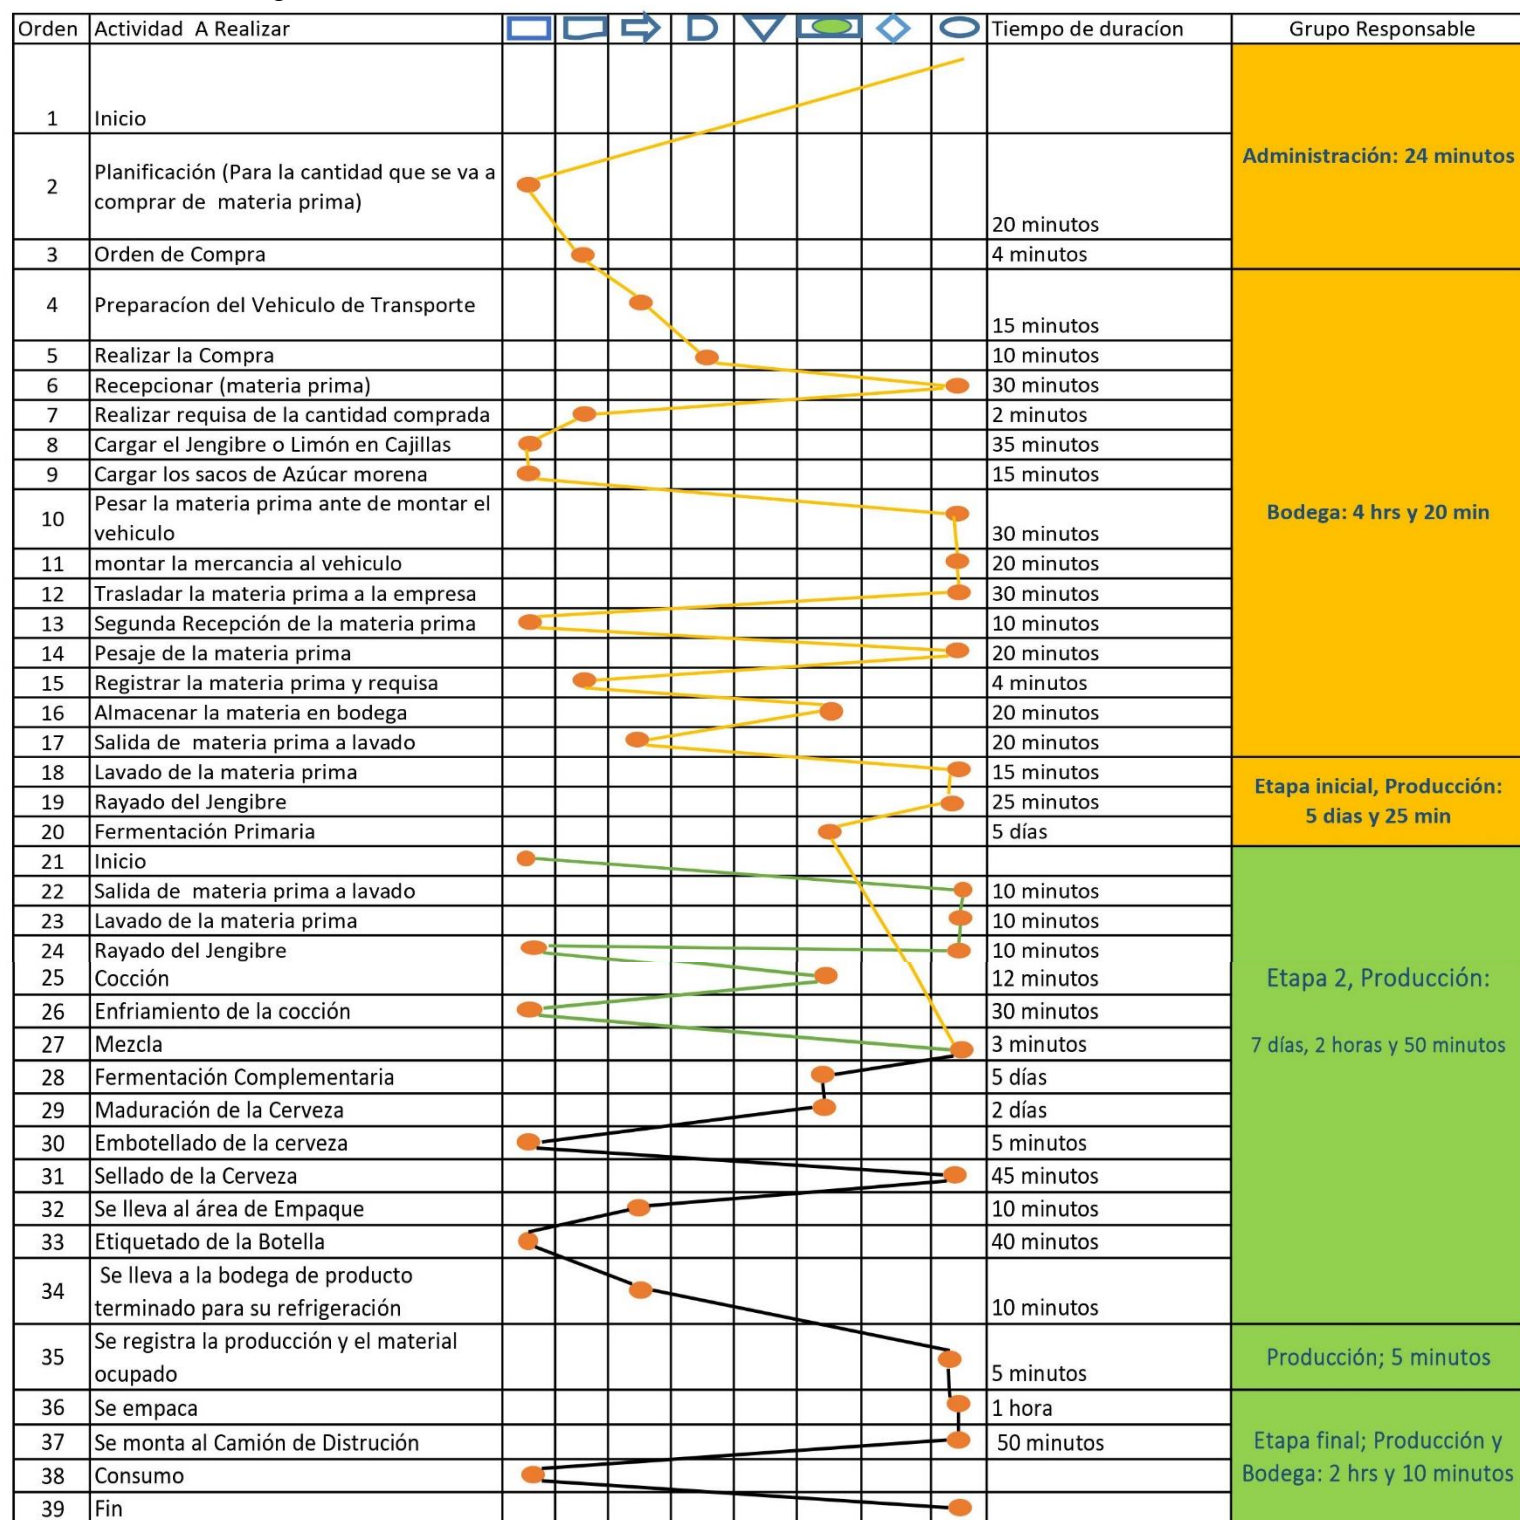 Orden Actividad A Realizar Tiempo de duracíon Grupo Responsable
1 Inicio
Administración: 24 minutos
2 Planificación (Para la cantidad que se va a
comprar de materia prima)
20 minutos
3 Orden de Compra 4 minutos
4 Preparacíon del Vehiculo de Transporte
15 minutos
5 Realizar la Compra 10 minutos
6 Recepcionar (materia prima) 30 minutos
7 Realizar requisa de la cantidad comprada 2 minutos
8 Cargar el Jengibre o Limón en Cajillas 35 minutos
9 Cargar los sacos de Azúcar morena 15 minutos
10 Pesar la materia prima ante de montar el
vehiculo 30 minutos
Bodega: 4 hrs y 20 min
11 montar la mercancia al vehiculo 20 minutos
12 Trasladar la materia prima a la empresa 30 minutos
13 Segunda Recepción de la materia prima 10 minutos
14 Pesaje de la materia prima 20 minutos
15 Registrar la materia prima y requisa 4 minutos
16 Almacenar la materia en bodega 20 minutos
17 Salida de materia prima a lavado 20 minutos
18 Lavado de la materia prima 15 minutos
Etapa inicial, Producción:
5 dias y 25 min
19 Rayado del Jengibre 25 minutos
20 Fermentación Primaria 5 días
21 Inicio
22 Salida de materia prima a lavado 10 minutos
23 Lavado de la materia prima 10 minutos
24 Rayado del Jengibre 10 minutos
25 Cocción 12 minutos
Etapa 2, Producción:
26 Enfriamiento de la cocción 30 minutos
27 Mezcla 3 minutos
7 días, 2 horas y 50 minutos
28 Fermentación Complementaria 5 días
29 Maduración de la Cerveza 2 días
30 Embotellado de la cerveza 5 minutos
31 Sellado de la Cerveza 45 minutos
32 Se lleva al área de Empaque 10 minutos
33 Etiquetado de la Botella 40 minutos
34 Se lleva a la bodega de producto
terminado para su refrigeración 10 minutos
35 Se registra la producción y el material
ocupado 5 minutos
Producción; 5 minutos
36 Se empaca 1 hora
37 Se monta al Camión de Distrución 50 minutos
Etapa final; Producción y
Bodega: 2 hrs y 10 minutos
38 Consumo
39 Fin